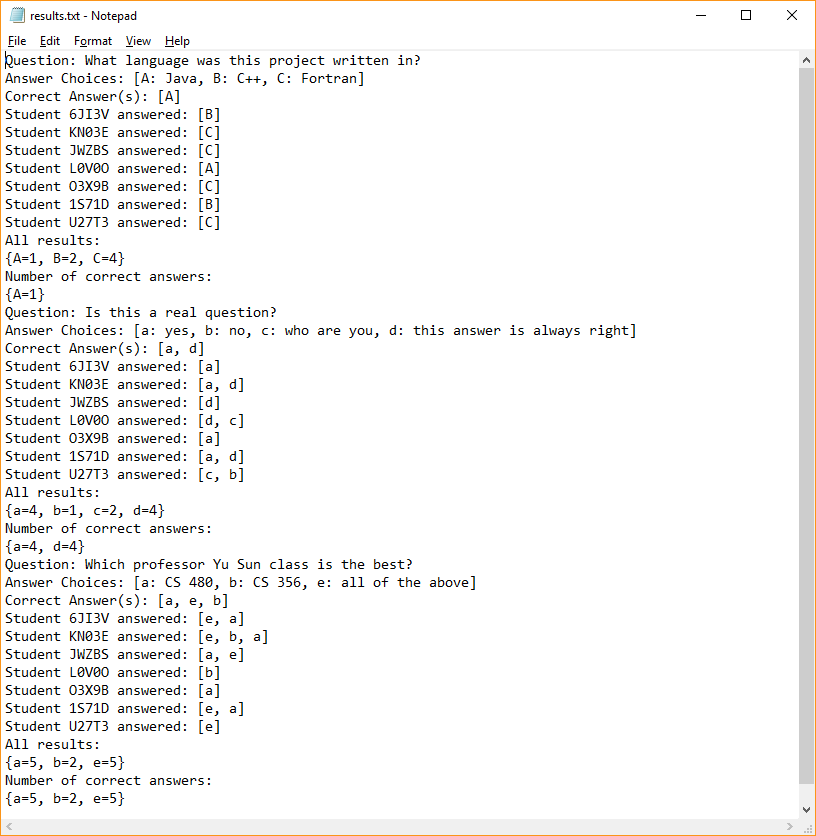 results.txt - Notepad
File Edit Format View Help
Question: What language was this project written in?
Answer Choices: [A: Java, B: C++, C: Fortran]
Correct Answer(s): [A]
Student 6JI3V answered: [B]
Student KN03E answered: [C]
Student JWZBS answered: [C]
Student L0V0O answered: [A]
Student O3X9B answered: [C]
Student 1S71D answered: [B]
Student U27T3 answered: [C]
All results:
{A=1, B=2, C=4}
Number of correct answers:
{A=1}
Question: Is this a real question?
Answer Choices: [a: yes, b: no, c: who are you, d: this answer is always right]
Correct Answer(s): [a, d]
Student 6JI3V answered: [a]
Student KN03E answered: [a, d]
Student JWZBS answered: [d]
Student L0V0O answered: [d, c]
Student O3X9B answered: [a]
Student 1S71D answered: [a, d]
Student U27T3 answered: [c, b]
All results:
{a=4, b=1, c=2, d=4}
Number of correct answers:
{a=4, d=4}
Question: Which professor Yu Sun class is the best?
Answer Choices: [a: CS 480, b: CS 356, e: all of the above]
Correct Answer(s): [a, e, b]
Student 6JI3V answered: [e, a]
Student KN03E answered: [e, b, a]
Student JWZBS answered: [a, e]
Student L0V0O answered: [b]
Student O3X9B answered: [a]
Student 1S71D answered: [e, a]
Student U27T3 answered: [e]
All results:
{a=5, b=2, e=5}
Number of correct answers:
{a=5, b=2, e=5}